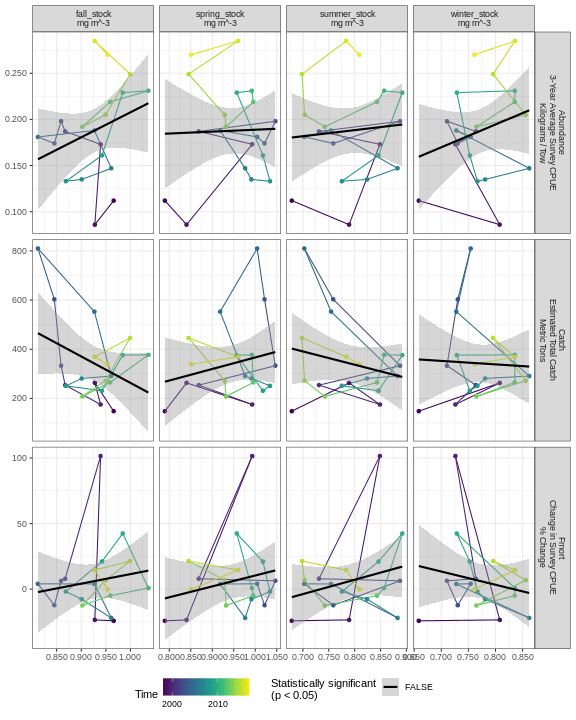 fall_stock
mg m^-3
spring_stock
mg m^-3
summer_stock
mg m^-3
winter_stock
mg m^-3
0.250
0.200
0.150
0.100
Abundance
3-Year Average Survey CPUE
Kilograms / Tow
800
600
400
200
Catch
Estimated Total Catch
Metric Tons
100
50
0
Fmort
Change in Survey CPUE
% Change
0.850 0.900 0.950 1.000
0.800 0.850 0.900 0.950 1.000 1.050
0.700 0.750 0.800 0.850 0.900
0.650 0.700 0.750 0.800 0.850
Time
2000 2010
Statistically significant
(p < 0.05)
FALSE